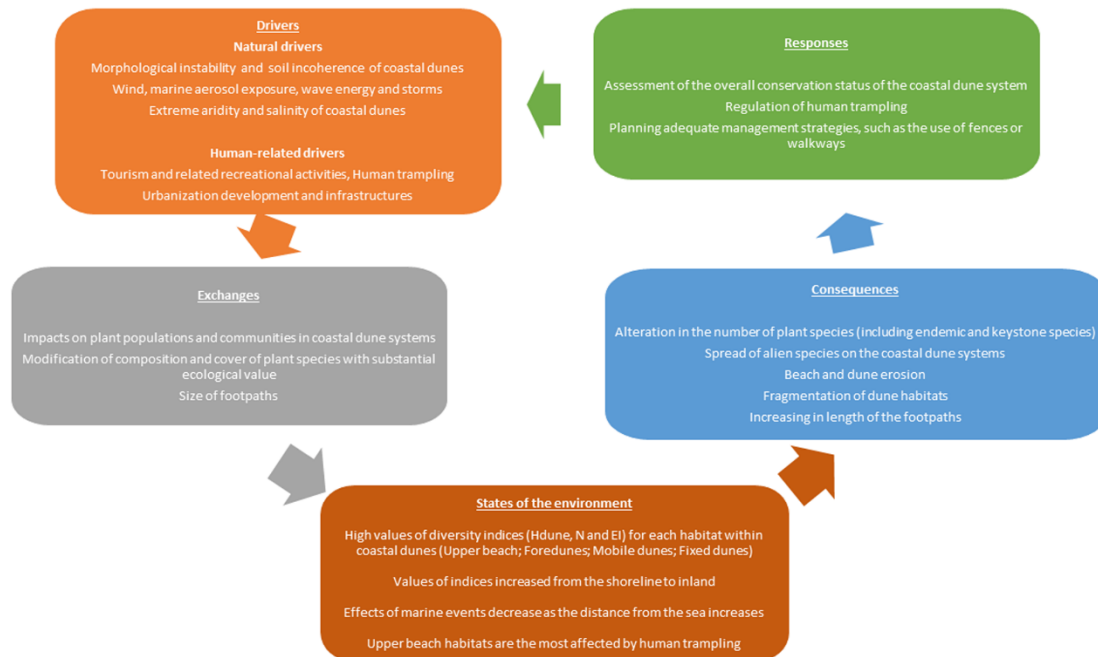 Drivers
Natural drivers
Morphological instability and soil incoherence of coastal dunes
Wind, marine aerosol exposure, wave energy and storms
Extreme aridity and salinity of coastal dunes
Human-related drivers
Tourism and related recreational activities, Human trampling
Urbanization development and infrastructures
Responses
Assessment of the overall conservation status of the coastal dune system
Regulation of human trampling
Planning adequate management strategies, such as the use of fences or
walkways
Exchanges
Impacts on plant populations and communities in coastal dune systems
Modification of composition and cover of plant species with substantial
ecological value
Size of footpaths
Consequences
Alteration in the number of plant species (including endemic and keystone species)
Spread of alien species on the coastal dune systems
Beach and dune erosion
Fragmentation of dune habitats
Increasing in length of the footpaths
States of the environment
High values of diversity indices (Hdune, N and EI) for each habitat within
coastal dunes (Upper beach; Foredunes; Mobile dunes; Fixed dunes)
Values of indices increased from the shoreline to inland
Effects of marine events decrease as the distance from the sea increases
Upper beach habitats are the most affected by human trampling